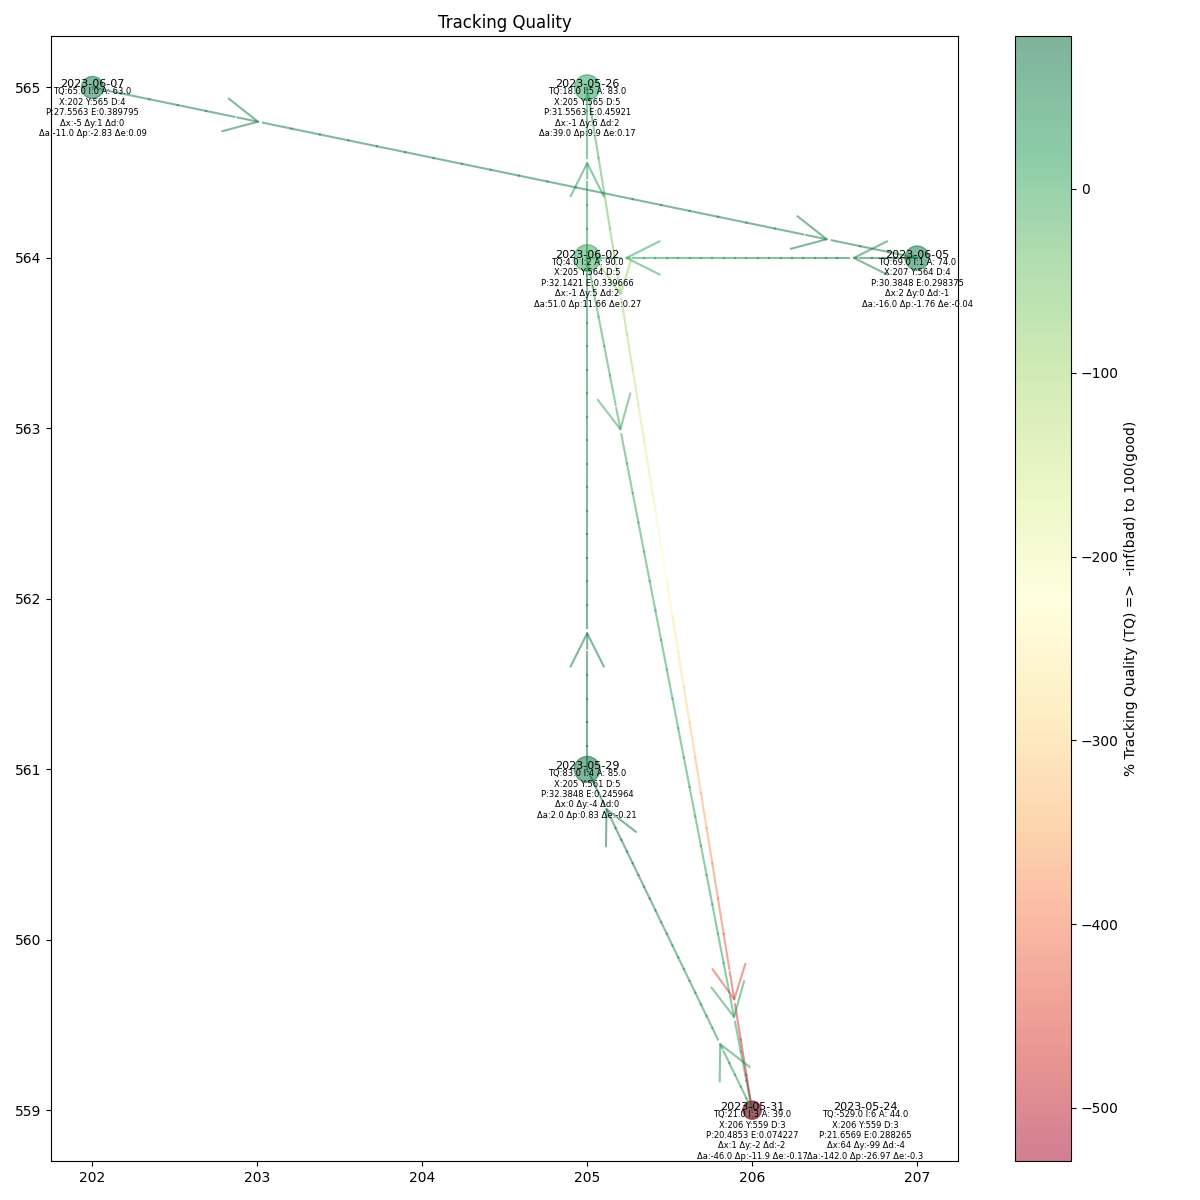 Tracking Quality
565
564
563
562
561
560
559
202
203
204
205
206
207
2023-06-07
TQ:65.0 I:0 A: 63.0
X:202 Y:565 D:4
P:27.5563 E:0.389795
Δx:-5 Δy:1 Δd:0
Δa:-11.0 Δp:-2.83 Δe:0.09
2023-05-26
TQ:18.0 I:5 A: 83.0
X:205 Y:565 D:5
P:31.5563 E:0.45921
Δx:-1 Δy:6 Δd:2
Δa:39.0 Δp:9.9 Δe:0.17
2023-06-02
TQ:4.0 I:2 A: 90.0
X:205 Y:564 D:5
P:32.1421 E:0.339666
Δx:-1 Δy:5 Δd:2
Δa:51.0 Δp:11.66 Δe:0.27
2023-06-05
TQ:69.0 I:1 A: 74.0
X:207 Y:564 D:4
P:30.3848 E:0.298375
Δx:2 Δy:0 Δd:-1
Δa:-16.0 Δp:-1.76 Δe:-0.04
2023-05-29
TQ:83.0 I:4 A: 85.0
X:205 Y:561 D:5
P:32.3848 E:0.245964
Δx:0 Δy:-4 Δd:0
Δa:2.0 Δp:0.83 Δe:-0.21
2023-05-31
TQ:21.0 I:3 A: 39.0
X:206 Y:559 D:3
P:20.4853 E:0.074227
Δx:1 Δy:-2 Δd:-2
Δa:-46.0 Δp:-11.9 Δe:-0.17
2023-05-24
TQ:-529.0 I:6 A: 44.0
X:206 Y:559 D:3
P:21.6569 E:0.288265
Δx:64 Δy:-99 Δd:-4
Δa:-142.0 Δp:-26.97 Δe:-0.3
0
−100
−200
−300
−400
−500
% Tracking Quality (TQ) => -inf(bad) to 100(good)